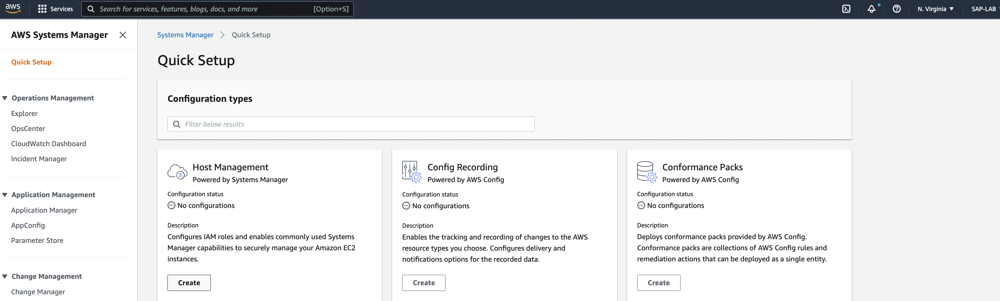 aws
Services
Search for services, features, blogs, docs, and more
[Option+S]
N. Virginia
SAP-LAB
AWS Systems Manager
Quick Setup
Operations Management
Explorer
OpsCenter
CloudWatch Dashboard
Incident Manager
Application Management
Application Manager
AppConfig
Parameter Store
Change Management
Change Manager
Systems Manager
Quick Setup
Quick Setup
Configuration types
Filter below results
Host Management
Powered by Systems Manager
Configuration status
No configurations
Description
Configures IAM roles and enables commonly used Systems
Manager capabilities to securely manage your Amazon EC2
instances.
Create
Config Recording
Powered by AWS Config
Configuration status
No configurations
Description
Enables the tracking and recording of changes to the AWS
resource types you choose. Configures delivery and
notifications options for the recorded data.
Create
Conformance Packs
Powered by AWS Config
Configuration status
No configurations
Description
Deploys conformance packs provided by AWS Config.
Conformance packs are collections of AWS Config rules and
remediation actions that can be deployed as a single entity.
Create